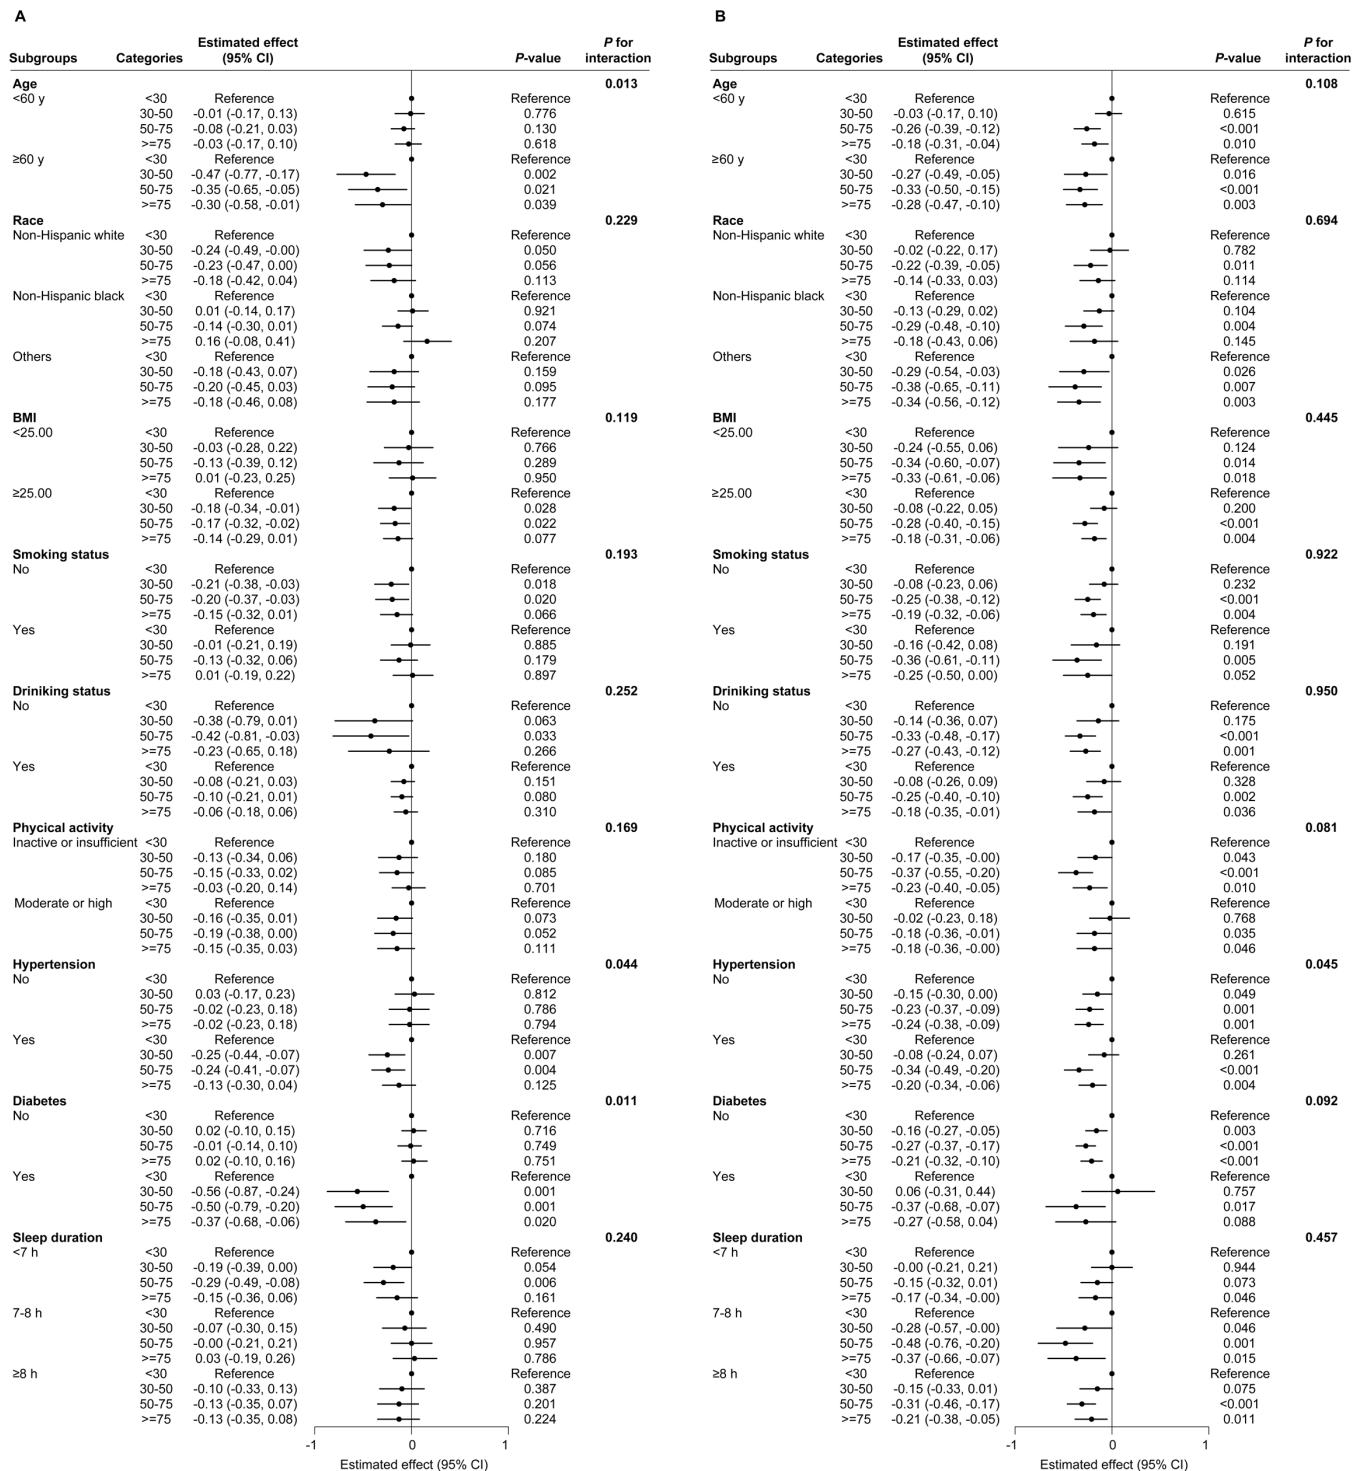 A
Estimated effect P for
Subgroups Categories (95% CI) P-value interaction
Age 0.013
<60 y <30 Reference Reference
30-50 -0.01 (-0.17, 0.13) 0.776
50-75 -0.08 (-0.21, 0.03) 0.130
>=75 -0.03 (-0.17, 0.10) 0.618
≥60 y <30 Reference Reference
30-50 -0.47 (-0.77, -0.17) 0.002
50-75 -0.35 (-0.65, -0.05) 0.021
>=75 -0.30 (-0.58, -0.01) 0.039
Race 0.229
Non-Hispanic white <30 Reference Reference
30-50 -0.24 (-0.49, -0.00) 0.050
50-75 -0.23 (-0.47, 0.00) 0.056
>=75 -0.18 (-0.42, 0.04) 0.113
Non-Hispanic black <30 Reference Reference
30-50 0.01 (-0.14, 0.17) 0.921
50-75 -0.14 (-0.30, 0.01) 0.074
>=75 0.16 (-0.08, 0.41) 0.207
Others <30 Reference Reference
30-50 -0.18 (-0.43, 0.07) 0.159
50-75 -0.20 (-0.45, 0.03) 0.095
>=75 -0.18 (-0.46, 0.08) 0.177
BMI 0.119
<25.00 <30 Reference Reference
30-50 -0.03 (-0.28, 0.22) 0.766
50-75 -0.13 (-0.39, 0.12) 0.289
>=75 0.01 (-0.23, 0.25) 0.950
≥25.00 <30 Reference Reference
30-50 -0.18 (-0.34, -0.01) 0.028
50-75 -0.17 (-0.32, -0.02) 0.022
>=75 -0.14 (-0.29, 0.01) 0.077
Smoking status 0.193
No <30 Reference Reference
30-50 -0.21 (-0.38, -0.03) 0.018
50-75 -0.20 (-0.37, -0.03) 0.020
>=75 -0.15 (-0.32, 0.01) 0.066
Yes <30 Reference Reference
30-50 -0.01 (-0.21, 0.19) 0.885
50-75 -0.13 (-0.32, 0.06) 0.179
>=75 0.01 (-0.19, 0.22) 0.897
Driniking status 0.252
No <30 Reference Reference
30-50 -0.38 (-0.79, 0.01) 0.063
50-75 -0.42 (-0.81, -0.03) 0.033
>=75 -0.23 (-0.65, 0.18) 0.266
Yes <30 Reference Reference
30-50 -0.08 (-0.21, 0.03) 0.151
50-75 -0.10 (-0.21, 0.01) 0.080
>=75 -0.06 (-0.18, 0.06) 0.310
Phycical activity 0.169
Inactive or insufficient <30 Reference Reference
30-50 -0.13 (-0.34, 0.06) 0.180
50-75 -0.15 (-0.33, 0.02) 0.085
>=75 -0.03 (-0.20, 0.14) 0.701
Moderate or high <30 Reference Reference
30-50 -0.16 (-0.35, 0.01) 0.073
50-75 -0.19 (-0.38, 0.00) 0.052
>=75 -0.15 (-0.35, 0.03) 0.111
Hypertension 0.044
No <30 Reference Reference
30-50 0.03 (-0.17, 0.23) 0.812
50-75 -0.02 (-0.23, 0.18) 0.786
>=75 -0.02 (-0.23, 0.18) 0.794
Yes <30 Reference Reference
30-50 -0.25 (-0.44, -0.07) 0.007
50-75 -0.24 (-0.41, -0.07) 0.004
>=75 -0.13 (-0.30, 0.04) 0.125
Diabetes 0.011
No <30 Reference Reference
30-50 0.02 (-0.10, 0.15) 0.716
50-75 -0.01 (-0.14, 0.10) 0.749
>=75 0.02 (-0.10, 0.16) 0.751
Yes <30 Reference Reference
30-50 -0.56 (-0.87, -0.24) 0.001
50-75 -0.50 (-0.79, -0.20) 0.001
>=75 -0.37 (-0.68, -0.06) 0.020
Sleep duration 0.240
<7 h <30 Reference Reference
30-50 -0.19 (-0.39, 0.00) 0.054
50-75 -0.29 (-0.49, -0.08) 0.006
>=75 -0.15 (-0.36, 0.06) 0.161
7-8 h <30 Reference Reference
30-50 -0.07 (-0.30, 0.15) 0.490
50-75 -0.00 (-0.21, 0.21) 0.957
>=75 0.03 (-0.19, 0.26) 0.786
≥8 h <30 Reference Reference
30-50 -0.10 (-0.33, 0.13) 0.387
50-75 -0.13 (-0.35, 0.07) 0.201
>=75 -0.13 (-0.35, 0.08) 0.224
-1 0 1
Estimated effect (95% CI)
B
Estimated effect P for
Subgroups Categories (95% CI) P-value interaction
Age 0.108
<60 y <30 Reference Reference
30-50 -0.03 (-0.17, 0.10) 0.615
50-75 -0.26 (-0.39, -0.12) <0.001
>=75 -0.18 (-0.31, -0.04) 0.010
≥60 y <30 Reference Reference
30-50 -0.27 (-0.49, -0.05) 0.016
50-75 -0.33 (-0.50, -0.15) <0.001
>=75 -0.28 (-0.47, -0.10) 0.003
Race 0.694
Non-Hispanic white <30 Reference Reference
30-50 -0.02 (-0.22, 0.17) 0.782
50-75 -0.22 (-0.39, -0.05) 0.011
>=75 -0.14 (-0.33, 0.03) 0.114
Non-Hispanic black <30 Reference Reference
30-50 -0.13 (-0.29, 0.02) 0.104
50-75 -0.29 (-0.48, -0.10) 0.004
>=75 -0.18 (-0.43, 0.06) 0.145
Others <30 Reference Reference
30-50 -0.29 (-0.54, -0.03) 0.026
50-75 -0.38 (-0.65, -0.11) 0.007
>=75 -0.34 (-0.56, -0.12) 0.003
BMI 0.445
<25.00 <30 Reference Reference
30-50 -0.24 (-0.55, 0.06) 0.124
50-75 -0.34 (-0.60, -0.07) 0.014
>=75 -0.33 (-0.61, -0.06) 0.018
≥25.00 <30 Reference Reference
30-50 -0.08 (-0.22, 0.05) 0.200
50-75 -0.28 (-0.40, -0.15) <0.001
>=75 -0.18 (-0.31, -0.06) 0.004
Smoking status 0.922
No <30 Reference Reference
30-50 -0.08 (-0.23, 0.06) 0.232
50-75 -0.25 (-0.38, -0.12) <0.001
>=75 -0.19 (-0.32, -0.06) 0.004
Yes <30 Reference Reference
30-50 -0.16 (-0.42, 0.08) 0.191
50-75 -0.36 (-0.61, -0.11) 0.005
>=75 -0.25 (-0.50, 0.00) 0.052
Driniking status 0.950
No <30 Reference Reference
30-50 -0.14 (-0.36, 0.07) 0.175
50-75 -0.33 (-0.48, -0.17) <0.001
>=75 -0.27 (-0.43, -0.12) 0.001
Yes <30 Reference Reference
30-50 -0.08 (-0.26, 0.09) 0.328
50-75 -0.25 (-0.40, -0.10) 0.002
>=75 -0.18 (-0.35, -0.01) 0.036
Phycical activity 0.081
Inactive or insufficient <30 Reference Reference
30-50 -0.17 (-0.35, -0.00) 0.043
50-75 -0.37 (-0.55, -0.20) <0.001
>=75 -0.23 (-0.40, -0.05) 0.010
Moderate or high <30 Reference Reference
30-50 -0.02 (-0.23, 0.18) 0.768
50-75 -0.18 (-0.36, -0.01) 0.035
>=75 -0.18 (-0.36, -0.00) 0.046
Hypertension 0.045
No <30 Reference Reference
30-50 -0.15 (-0.30, 0.00) 0.049
50-75 -0.23 (-0.37, -0.09) 0.001
>=75 -0.24 (-0.38, -0.09) 0.001
Yes <30 Reference Reference
30-50 -0.08 (-0.24, 0.07) 0.261
50-75 -0.34 (-0.49, -0.20) <0.001
>=75 -0.20 (-0.34, -0.06) 0.004
Diabetes 0.092
No <30 Reference Reference
30-50 -0.16 (-0.27, -0.05) 0.003
50-75 -0.27 (-0.37, -0.17) <0.001
>=75 -0.21 (-0.32, -0.10) <0.001
Yes <30 Reference Reference
30-50 0.06 (-0.31, 0.44) 0.757
50-75 -0.37 (-0.68, -0.07) 0.017
>=75 -0.27 (-0.58, 0.04) 0.088
Sleep duration 0.457
<7 h <30 Reference Reference
30-50 -0.00 (-0.21, 0.21) 0.944
50-75 -0.15 (-0.32, 0.01) 0.073
>=75 -0.17 (-0.34, -0.00) 0.046
7-8 h <30 Reference Reference
30-50 -0.28 (-0.57, -0.00) 0.046
50-75 -0.48 (-0.76, -0.20) 0.001
>=75 -0.37 (-0.66, -0.07) 0.015
≥8 h <30 Reference Reference
30-50 -0.15 (-0.33, 0.01) 0.075
50-75 -0.31 (-0.46, -0.17) <0.001
>=75 -0.21 (-0.38, -0.05) 0.011
-1 0 1
Estimated effect (95% CI)